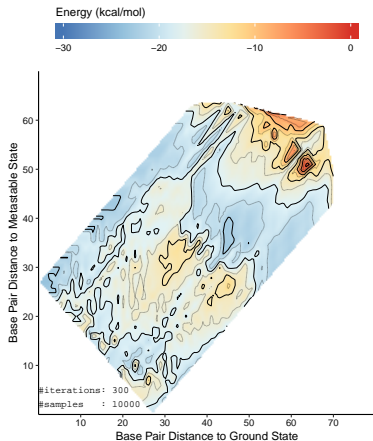 Energy (kcal/mol)
−30 −20 −10 0
Base Pair Distance to Metastable State
60
50
40
30
20
10
#iterations: 300
#samples : 10000
10 20 30 40 50 60 70
Base Pair Distance to Ground State